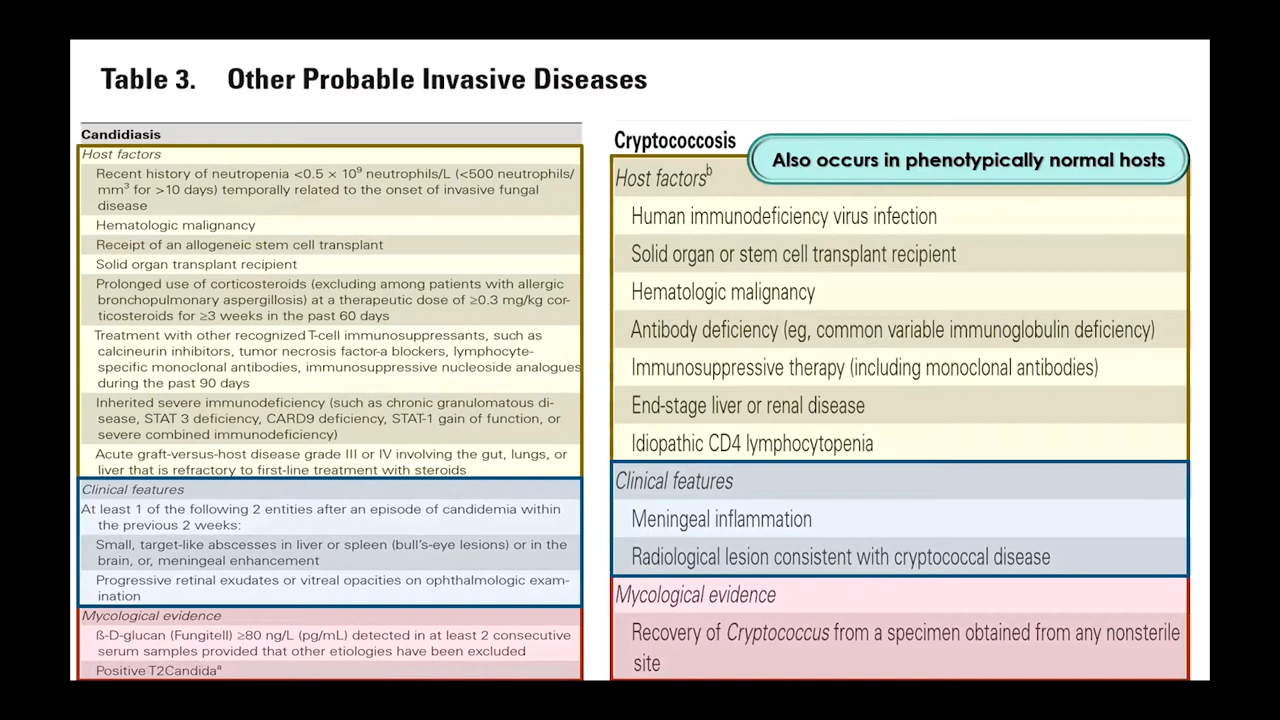 Table 3. Other Probable Invasive Diseases
Candidiasis
Host factors
Recent history of neutropenia <0.5 × 10⁹ neutrophils/L (<500 neutrophils/
mm³ for >10 days) temporally related to the onset of invasive fungal
disease
Hematologic malignancy
Receipt of an allogeneic stem cell transplant
Solid organ transplant recipient
Prolonged use of corticosteroids (excluding among patients with allergic
bronchopulmonary aspergillosis) at a therapeutic dose of ≥0.3 mg/kg cor-
ticosteroids for ≥3 weeks in the past 60 days
Treatment with other recognized T-cell immunosuppressants, such as
calcineurin inhibitors, tumor necrosis factor-a blockers, lymphocyte-
specific monoclonal antibodies, immunosuppressive nucleoside analogues
during the past 90 days
Inherited severe immunodeficiency (such as chronic granulomatous di-
sease, STAT 3 deficiency, CARD9 deficiency, STAT-1 gain of function, or
severe combined immunodeficiency)
Acute graft-versus-host disease grade III or IV involving the gut, lungs, or
liver that is refractory to first-line treatment with steroids
Clinical features
At least 1 of the following 2 entities after an episode of candidemia within
the previous 2 weeks:
Small, target-like abscesses in liver or spleen (bull's-eye lesions) or in the
brain, or, meningeal enhancement
Progressive retinal exudates or vitreal opacities on ophthalmologic exam-
ination
Mycological evidence
ß-D-glucan (Fungitell) ≥80 ng/L (pg/mL) detected in at least 2 consecutive
serum samples provided that other etiologies have been excluded
Positive T2Candidaᵃ
Cryptococcosis
Also occurs in phenotypically normal hosts
Host factorsᵇ
Human immunodeficiency virus infection
Solid organ or stem cell transplant recipient
Hematologic malignancy
Antibody deficiency (eg, common variable immunoglobulin deficiency)
Immunosuppressive therapy (including monoclonal antibodies)
End-stage liver or renal disease
Idiopathic CD4 lymphocytopenia
Clinical features
Meningeal inflammation
Radiological lesion consistent with cryptococcal disease
Mycological evidence
Recovery of Cryptococcus from a specimen obtained from any nonsterile
site